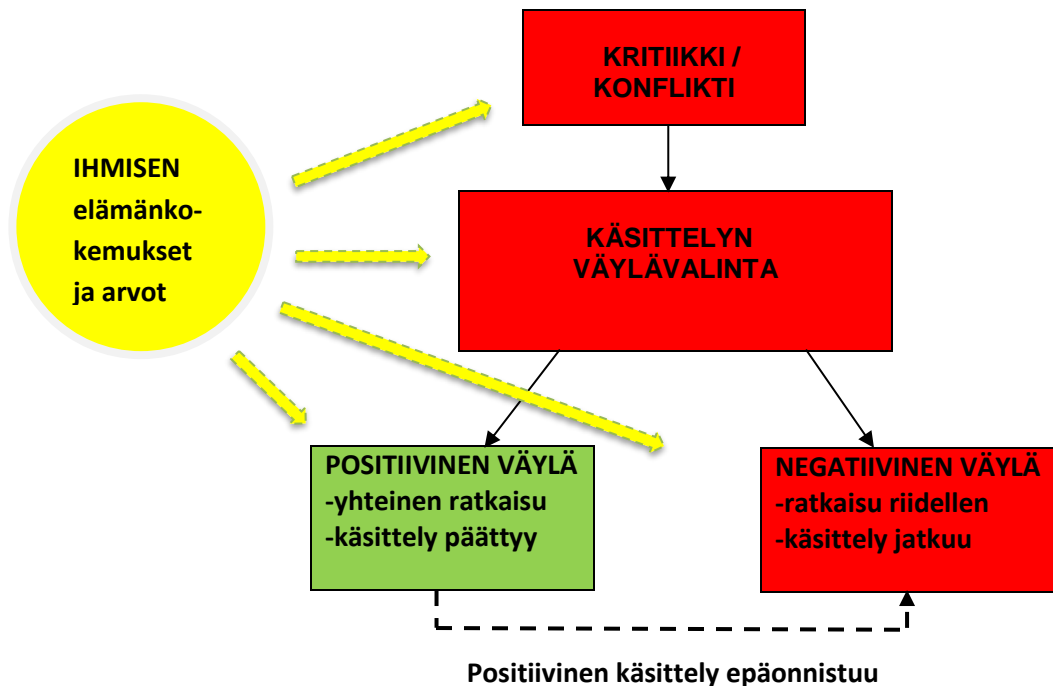 KRITIIKKI /
KONFLIKTI
IHMISEN
elämänko-
kemukset
ja arvot
KÄSITTELYN
VÄYLÄVALINTA
POSITIIVINEN VÄYLÄ
-yhteinen ratkaisu
-käsittely päättyy
NEGATIIVINEN VÄYLÄ
-ratkaisu riidellen
-käsittely jatkuu
Positiivinen käsittely epäonnistuu